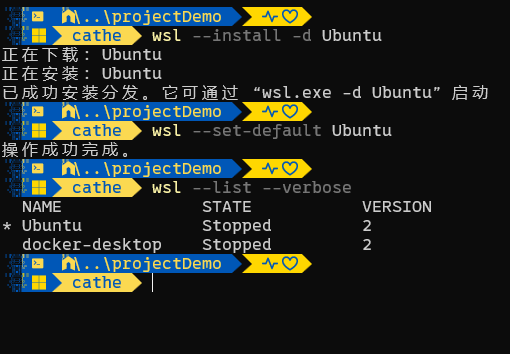 \..\projectDemo
cathe wsl --install -d Ubuntu
正在下载: Ubuntu
正在安装: Ubuntu
已成功安装分发。它可通过 “wsl.exe -d Ubuntu” 启动
\..\projectDemo
cathe wsl --set-default Ubuntu
操作成功完成。
\..\projectDemo
cathe wsl --list --verbose
NAME STATE VERSION
* Ubuntu Stopped 2
docker-desktop Stopped 2
\..\projectDemo
cathe